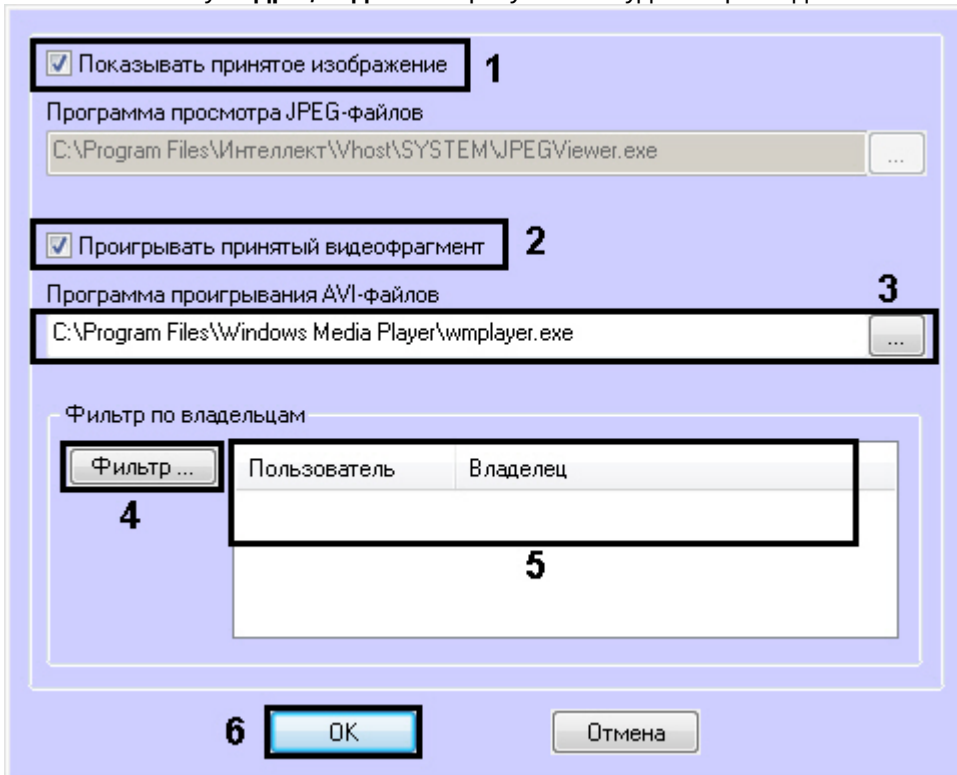 Показывать принятое изображение 1
Программа просмотра JPEG-файлов
C:\Program Files\Интеллект\Vhost\SYSTEM\JPEGViewer.exe ...
Проигрывать принятый видеофрагмент 2
Программа проигрывания AVI-файлов 3
C:\Program Files\Windows Media Player\wmplayer.exe ...
Фильтр по владельцам
Фильтр ... Пользователь Владелец
4
5
6 OK Отмена